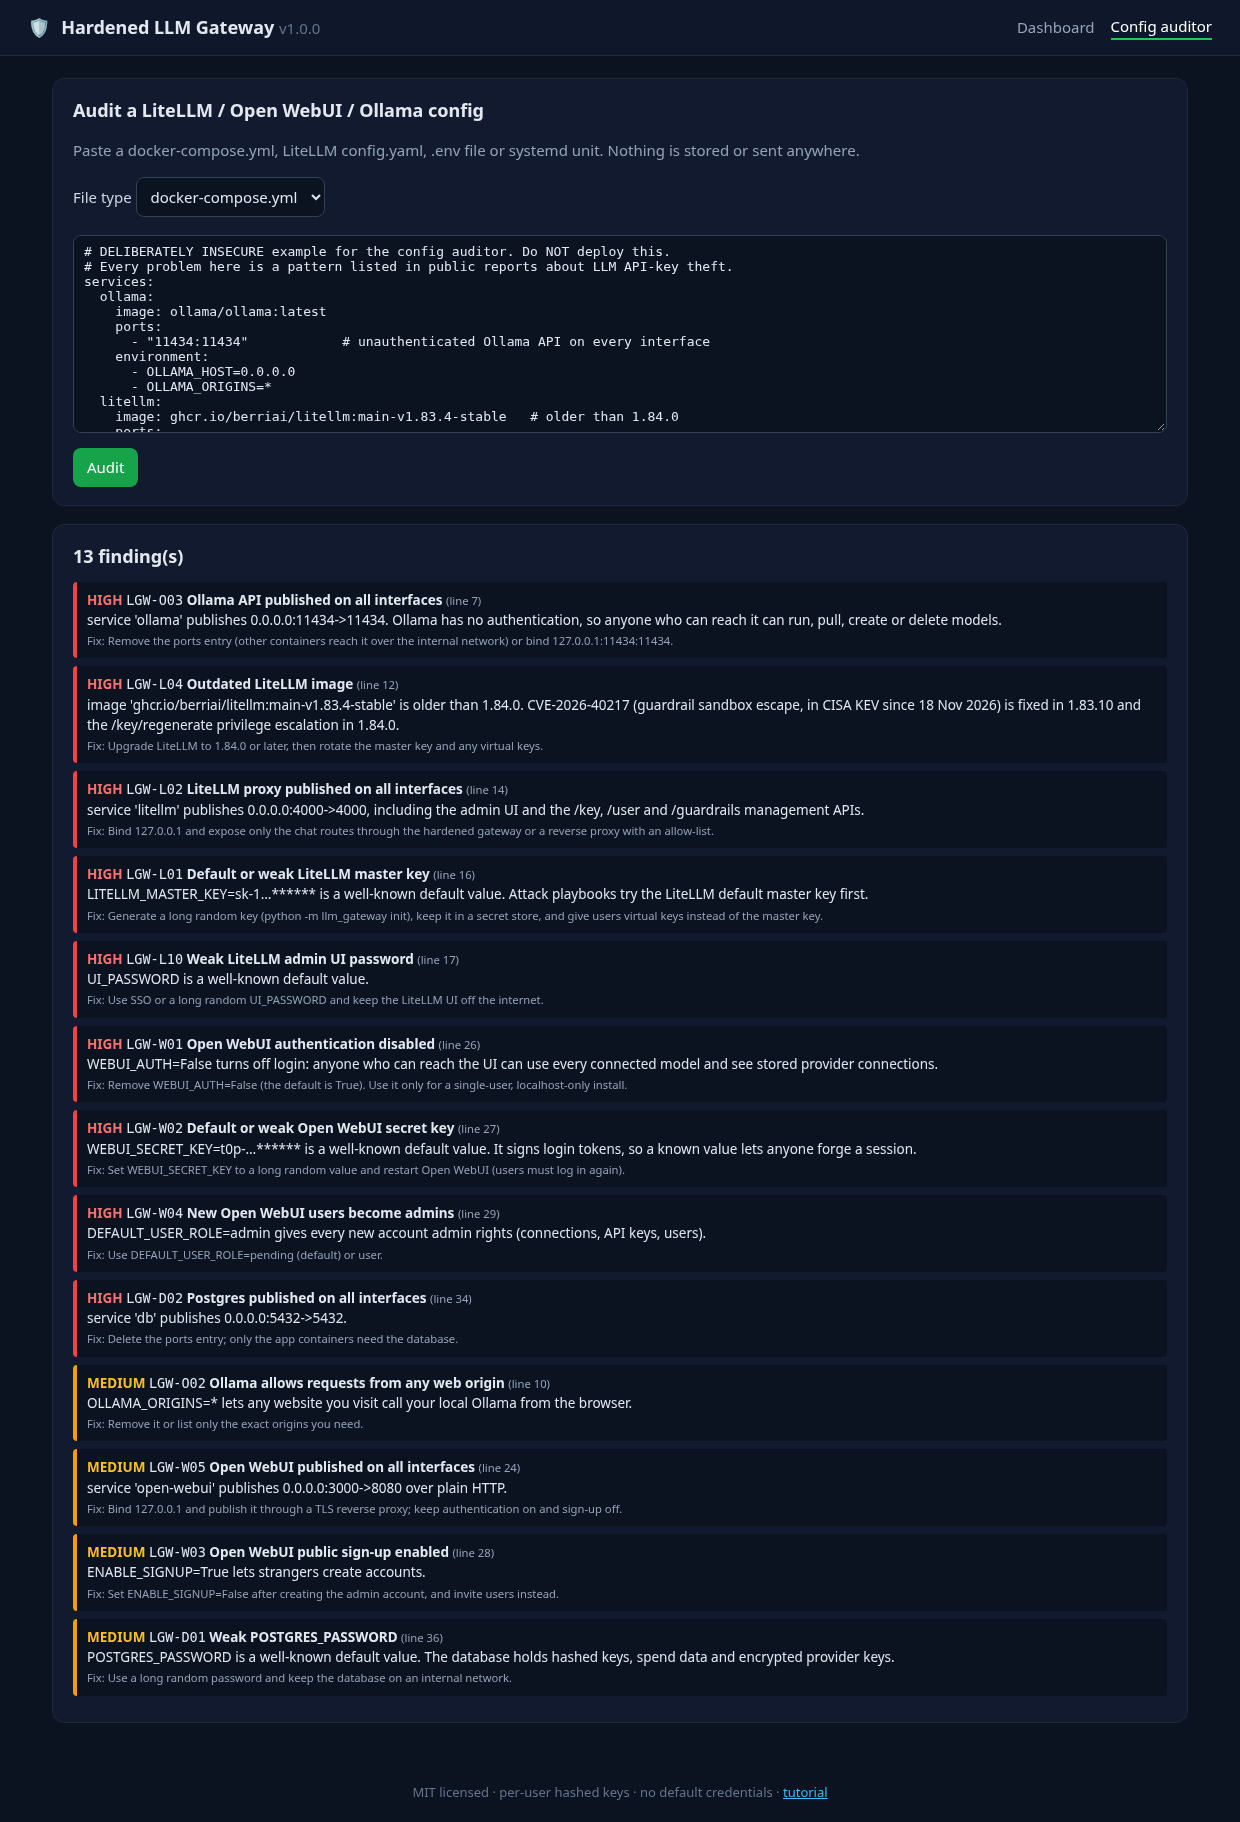 Hardened LLM Gateway v1.0.0
Dashboard
Config auditor
Audit a LiteLLM / Open WebUI / Ollama config
Paste a docker-compose.yml, LiteLLM config.yaml, .env file or systemd unit. Nothing is stored or sent anywhere.
File type docker-compose.yml
# DELIBERATELY INSECURE example for the config auditor. Do NOT deploy this.
# Every problem here is a pattern listed in public reports about LLM API-key theft.
services:
  ollama:
    image: ollama/ollama:latest
    ports:
      - "11434:11434"            # unauthenticated Ollama API on every interface
    environment:
      - OLLAMA_HOST=0.0.0.0
      - OLLAMA_ORIGINS=*
  litellm:
    image: ghcr.io/berriai/litellm:main-v1.83.4-stable   # older than 1.84.0
    ports:
Audit
13 finding(s)
HIGH LGW-O03 Ollama API published on all interfaces (line 7)
service 'ollama' publishes 0.0.0.0:11434->11434. Ollama has no authentication, so anyone who can reach it can run, pull, create or delete models.
Fix: Remove the ports entry (other containers reach it over the internal network) or bind 127.0.0.1:11434:11434.
HIGH LGW-L04 Outdated LiteLLM image (line 12)
image 'ghcr.io/berriai/litellm:main-v1.83.4-stable' is older than 1.84.0. CVE-2026-40217 (guardrail sandbox escape, in CISA KEV since 18 Nov 2026) is fixed in 1.83.10 and
the /key/regenerate privilege escalation in 1.84.0.
Fix: Upgrade LiteLLM to 1.84.0 or later, then rotate the master key and any virtual keys.
HIGH LGW-L02 LiteLLM proxy published on all interfaces (line 14)
service 'litellm' publishes 0.0.0.0:4000->4000, including the admin UI and the /key, /user and /guardrails management APIs.
Fix: Bind 127.0.0.1 and expose only the chat routes through the hardened gateway or a reverse proxy with an allow-list.
HIGH LGW-L01 Default or weak LiteLLM master key (line 16)
LITELLM_MASTER_KEY=sk-1...****** is a well-known default value. Attack playbooks try the LiteLLM default master key first.
Fix: Generate a long random key (python -m llm_gateway init), keep it in a secret store, and give users virtual keys instead of the master key.
HIGH LGW-L10 Weak LiteLLM admin UI password (line 17)
UI_PASSWORD is a well-known default value.
Fix: Use SSO or a long random UI_PASSWORD and keep the LiteLLM UI off the internet.
HIGH LGW-W01 Open WebUI authentication disabled (line 26)
WEBUI_AUTH=False turns off login: anyone who can reach the UI can use every connected model and see stored provider connections.
Fix: Remove WEBUI_AUTH=False (the default is True). Use it only for a single-user, localhost-only install.
HIGH LGW-W02 Default or weak Open WebUI secret key (line 27)
WEBUI_SECRET_KEY=t0p-...****** is a well-known default value. It signs login tokens, so a known value lets anyone forge a session.
Fix: Set WEBUI_SECRET_KEY to a long random value and restart Open WebUI (users must log in again).
HIGH LGW-W04 New Open WebUI users become admins (line 29)
DEFAULT_USER_ROLE=admin gives every new account admin rights (connections, API keys, users).
Fix: Use DEFAULT_USER_ROLE=pending (default) or user.
HIGH LGW-D02 Postgres published on all interfaces (line 34)
service 'db' publishes 0.0.0.0:5432->5432.
Fix: Delete the ports entry; only the app containers need the database.
MEDIUM LGW-O02 Ollama allows requests from any web origin (line 10)
OLLAMA_ORIGINS=* lets any website you visit call your local Ollama from the browser.
Fix: Remove it or list only the exact origins you need.
MEDIUM LGW-W05 Open WebUI published on all interfaces (line 24)
service 'open-webui' publishes 0.0.0.0:3000->8080 over plain HTTP.
Fix: Bind 127.0.0.1 and publish it through a TLS reverse proxy; keep authentication on and sign-up off.
MEDIUM LGW-W03 Open WebUI public sign-up enabled (line 28)
ENABLE_SIGNUP=True lets strangers create accounts.
Fix: Set ENABLE_SIGNUP=False after creating the admin account, and invite users instead.
MEDIUM LGW-D01 Weak POSTGRES_PASSWORD (line 36)
POSTGRES_PASSWORD is a well-known default value. The database holds hashed keys, spend data and encrypted provider keys.
Fix: Use a long random password and keep the database on an internal network.
MIT licensed · per-user hashed keys · no default credentials · tutorial